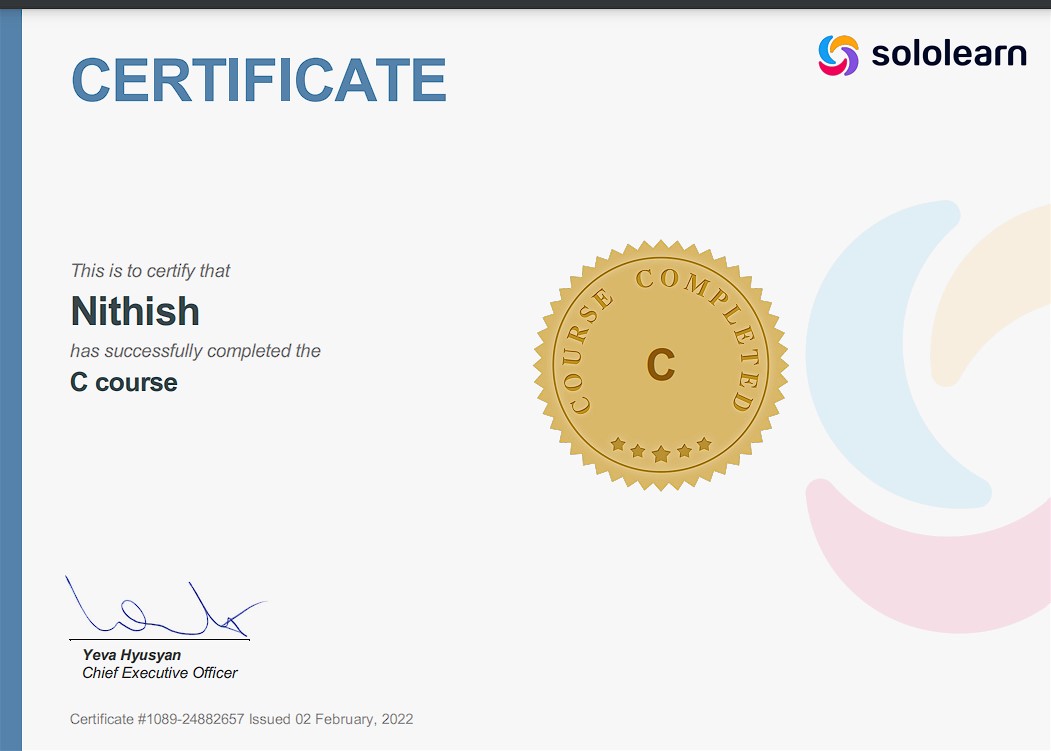 CERTIFICATE
sololearn
This is to certify that
Nithish
has successfully completed the
C course
COURSE COMPLETED
C
Yeva Hyusyan
Chief Executive Officer
Certificate #1089-24882657 Issued 02 February, 2022